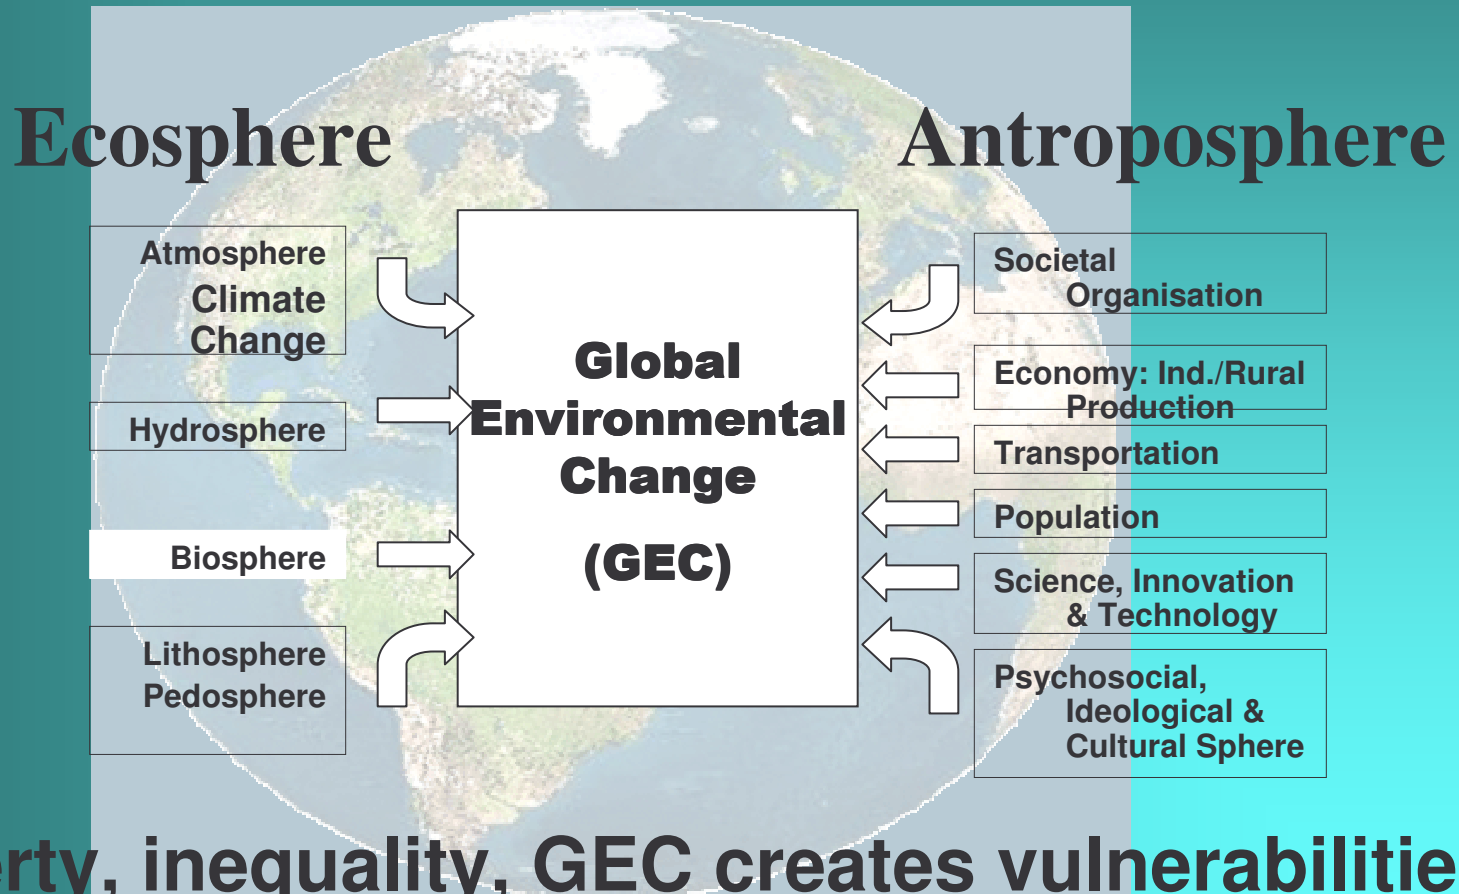 Ecosphere
Antroposphere
Atmosphere
Climate
Change
Hydrosphere
Biosphere
Lithosphere
Pedosphere
Global
Environmental
Change
(GEC)
Societal
Organisation
Economy: Ind./Rural
Production
Transportation
Population
Science, Innovation
& Technology
Psychosocial,
Ideological &
Cultural Sphere
inequality, GEC creates